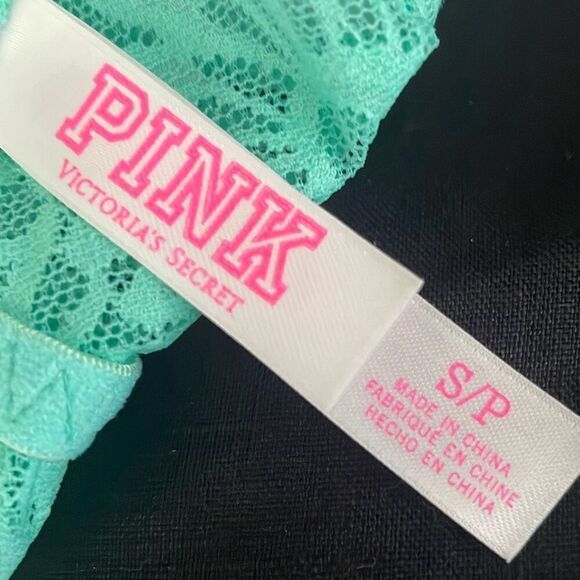 PINK
VICTORIA'S SECRET
S/P
MADE IN CHINA
FABRIQUÉ EN CHINE
HECHO EN CHINA